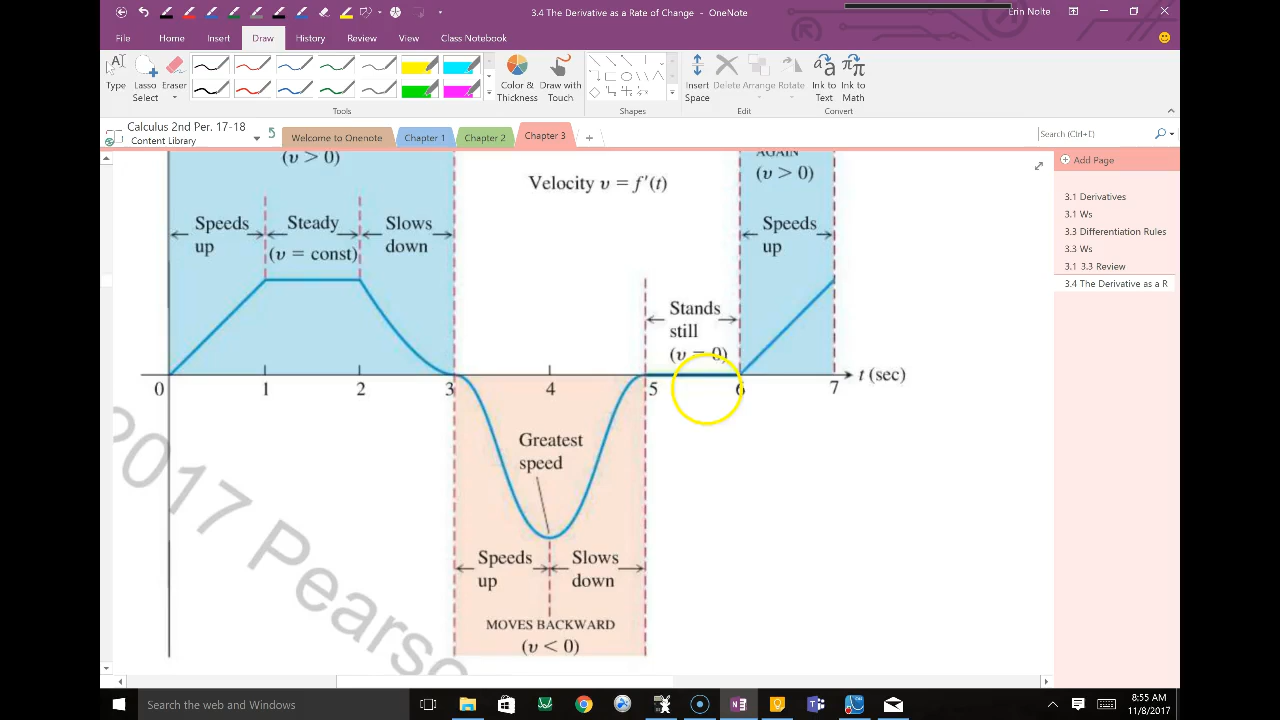 3.4 The Derivative as a Rate of Change - OneNote
Erin Nolte
File Home Insert Draw History Review View Class Notebook
Type
Lasso Select
Eraser
Color & Thickness
Draw with Touch
Insert Space
Delete
Arrange
Rotate
Ink to Text
Ink to Math
Tools
Shapes
Edit
Convert
Calculus 2nd Per. 17-18
Content Library
Welcome to Onenote
Chapter 1
Chapter 2
Chapter 3
Search (Ctrl+E)
Add Page
3.1 Derivatives
3.1 Ws
3.3 Differentiation Rules
3.3 Ws
3.1 3.3 Review
3.4 The Derivative as a R
(υ > 0)
AGAIN
(υ > 0)
Velocity υ = f′(t)
Speeds up
Steady
(υ = const)
Slows down
Speeds up
Stands still
(υ = 0)
0 1 2 3 4 5 6 7 t (sec)
Greatest speed
Speeds up
Slows down
MOVES BACKWARD
(υ < 0)
2017 Pearso
Search the web and Windows
8:55 AM
11/8/2017